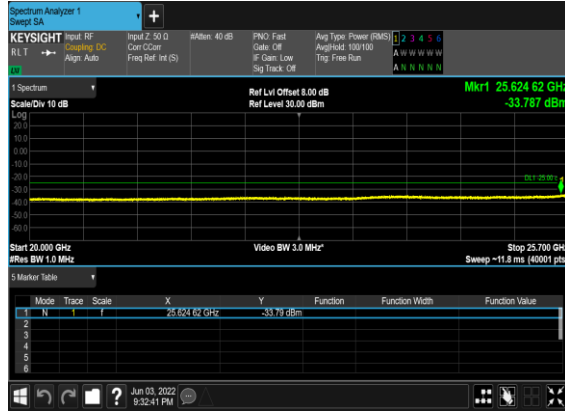 Spectrum Analyzer 1
Swept SA
+
KEYSIGHT Input: RF Input Z: 50 Ω #Atten: 40 dB PNO: Fast Avg Type: Power (RMS) 1 2 3 4 5 6
RLT Coupling: DC Corr CCorr Gate: Off Avg|Hold: 100/100 A W W W W W
Align: Auto Freq Ref: Int (S) IF Gain: Low Trig: Free Run
Sig Track: Off A N N N N N
LV
1 Spectrum
Ref Lvl Offset 8.00 dB Mkr1 25.624 62 GHz
Scale/Div 10 dB Ref Level 30.00 dBm -33.787 dBm
Log
20.0
10.0
0.00
-10.0
-20.0
DL1 -25.00
1
-30.0
-40.0
-50.0
-60.0
Start 20.000 GHz Video BW 3.0 MHz* Stop 25.700 GH
#Res BW 1.0 MHz Sweep ~11.8 ms (40001 pts
5 Marker Table
Mode Trace Scale X Y Function Function Width Function Value
1 N 1 f 25.624 62 GHz -33.79 dBm
2
3
4
5
6
?
Jun 03, 2022
9:32:41 PM